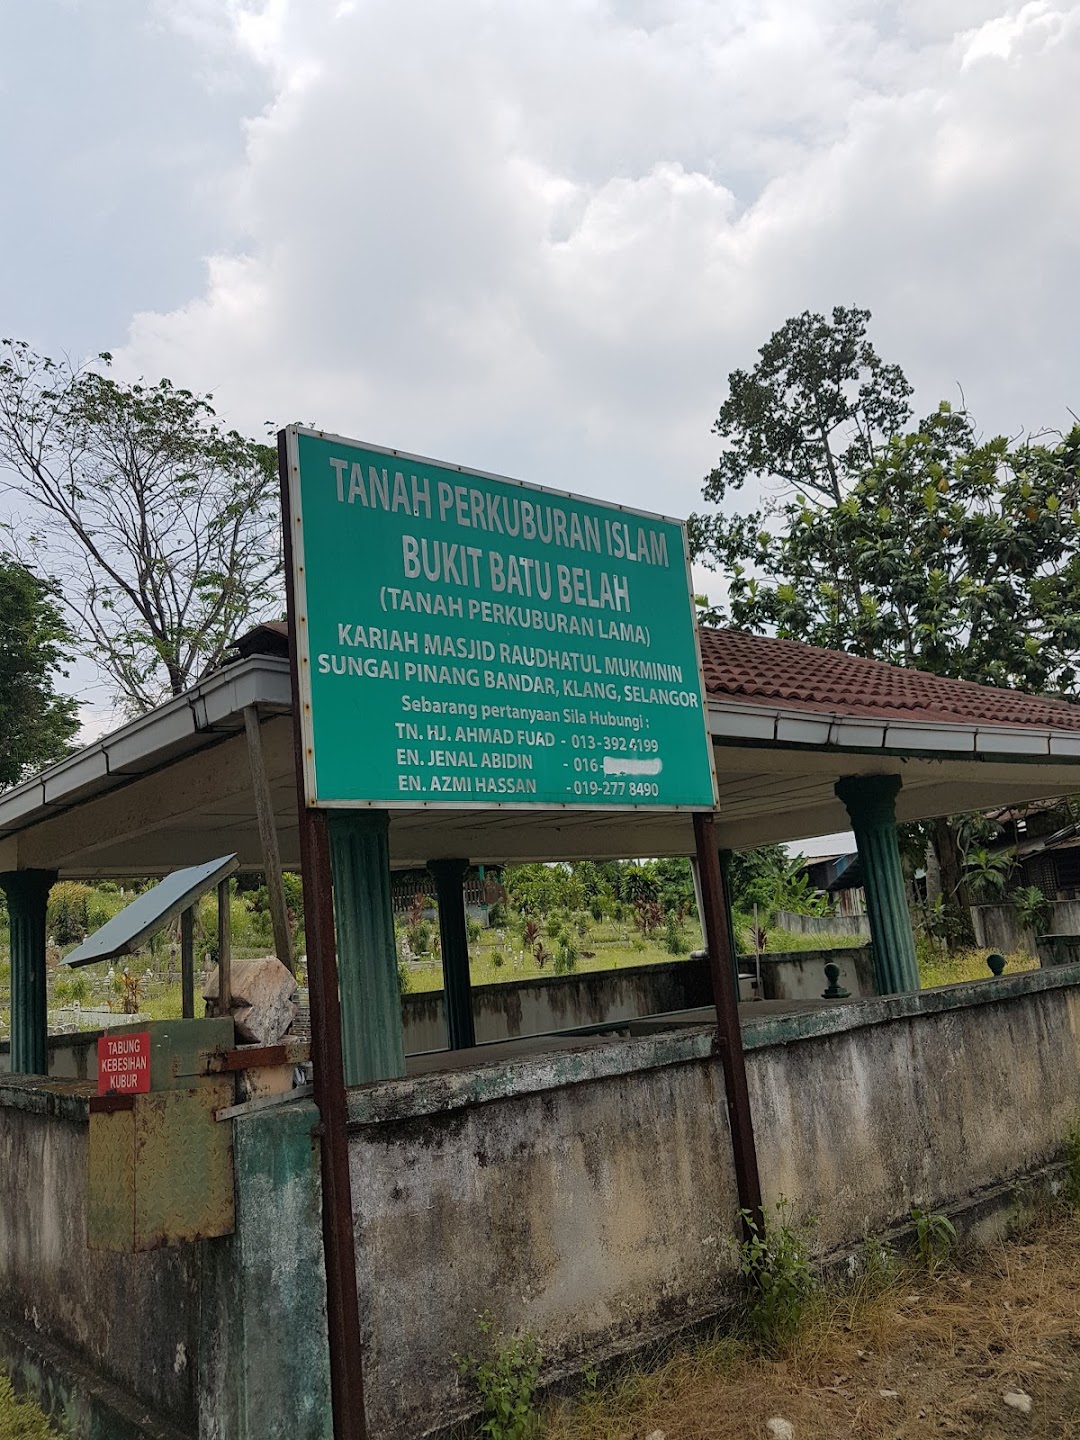 TANAH PERKUBURAN ISLAM
BUKIT BATU BELAH
(TANAH PERKUBURAN LAMA)
KARIAH MASJID RAUDHATUL MUKMININ
SUNGAI PINANG BANDAR, KLANG, SELANGOR
Sebarang pertanyaan Sila Hubungi :
TN. HJ. AHMAD FUAD - 013-392 4199
EN. JENAL ABIDIN - 016-
EN. AZMI HASSAN - 019-277 8490
TABUNG
KEBESIHAN
KUBUR